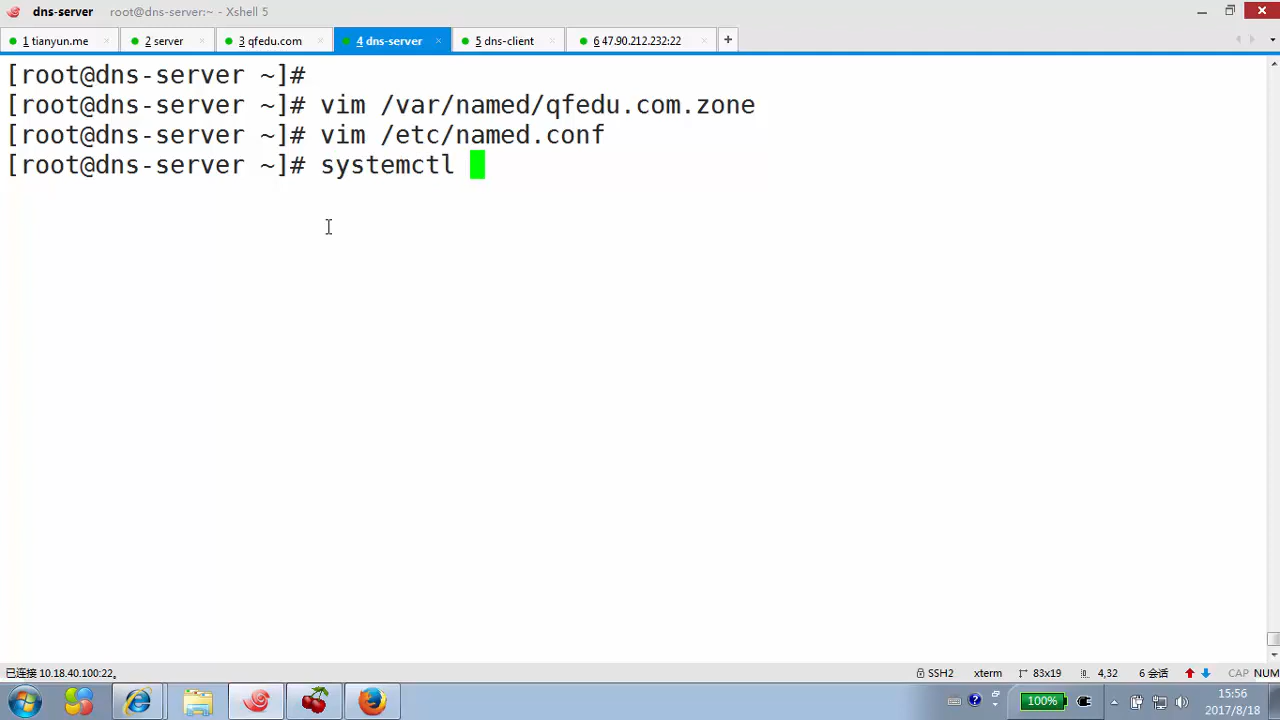 dns-server root@dns-server:~ - Xshell 5
1 tianyun.me × 2 server × 3 qfedu.com × 4 dns-server × 5 dns-client × 6 47.90.212.232:22 × +
[root@dns-server ~]#
[root@dns-server ~]# vim /var/named/qfedu.com.zone
[root@dns-server ~]# vim /etc/named.conf
[root@dns-server ~]# systemctl
已连接 10.18.40.100:22。 SSH2 xterm 83x19 4,32 6 会话 CAP NUM
100% 15:56
2017/8/18